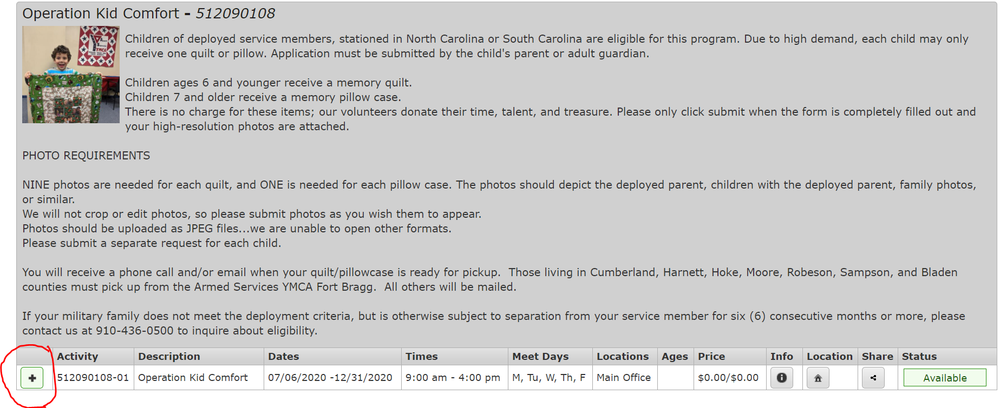 Operation Kid Comfort - 512090108
Children of deployed service members, stationed in North Carolina or South Carolina are eligible for this program. Due to high demand, each child may only
receive one quilt or pillow. Application must be submitted by the child's parent or adult guardian.
Children ages 6 and younger receive a memory quilt.
Children 7 and older receive a memory pillow case.
There is no charge for these items; our volunteers donate their time, talent, and treasure. Please only click submit when the form is completely filled out and
your high-resolution photos are attached.
YMCA
PHOTO REQUIREMENTS
NINE photos are needed for each quilt, and ONE is needed for each pillow case. The photos should depict the deployed parent, children with the deployed parent, family photos,
or similar.
We will not crop or edit photos, so please submit photos as you wish them to appear.
Photos should be uploaded as JPEG files...we are unable to open other formats.
Please submit a separate request for each child.
You will receive a phone call and/or email when your quilt/pillowcase is ready for pickup.  Those living in Cumberland, Harnett, Hoke, Moore, Robeson, Sampson, and Bladen
counties must pick up from the Armed Services YMCA Fort Bragg.  All others will be mailed.
If your military family does not meet the deployment criteria, but is otherwise subject to separation from your service member for six (6) consecutive months or more, please
contact us at 910-436-0500 to inquire about eligibility.
Activity Description Dates Times Meet Days Locations Ages Price Info Location Share Status
512090108-01 Operation Kid Comfort 07/06/2020 -12/31/2020 9:00 am - 4:00 pm M, Tu, W, Th, F Main Office $0.00/$0.00 Available